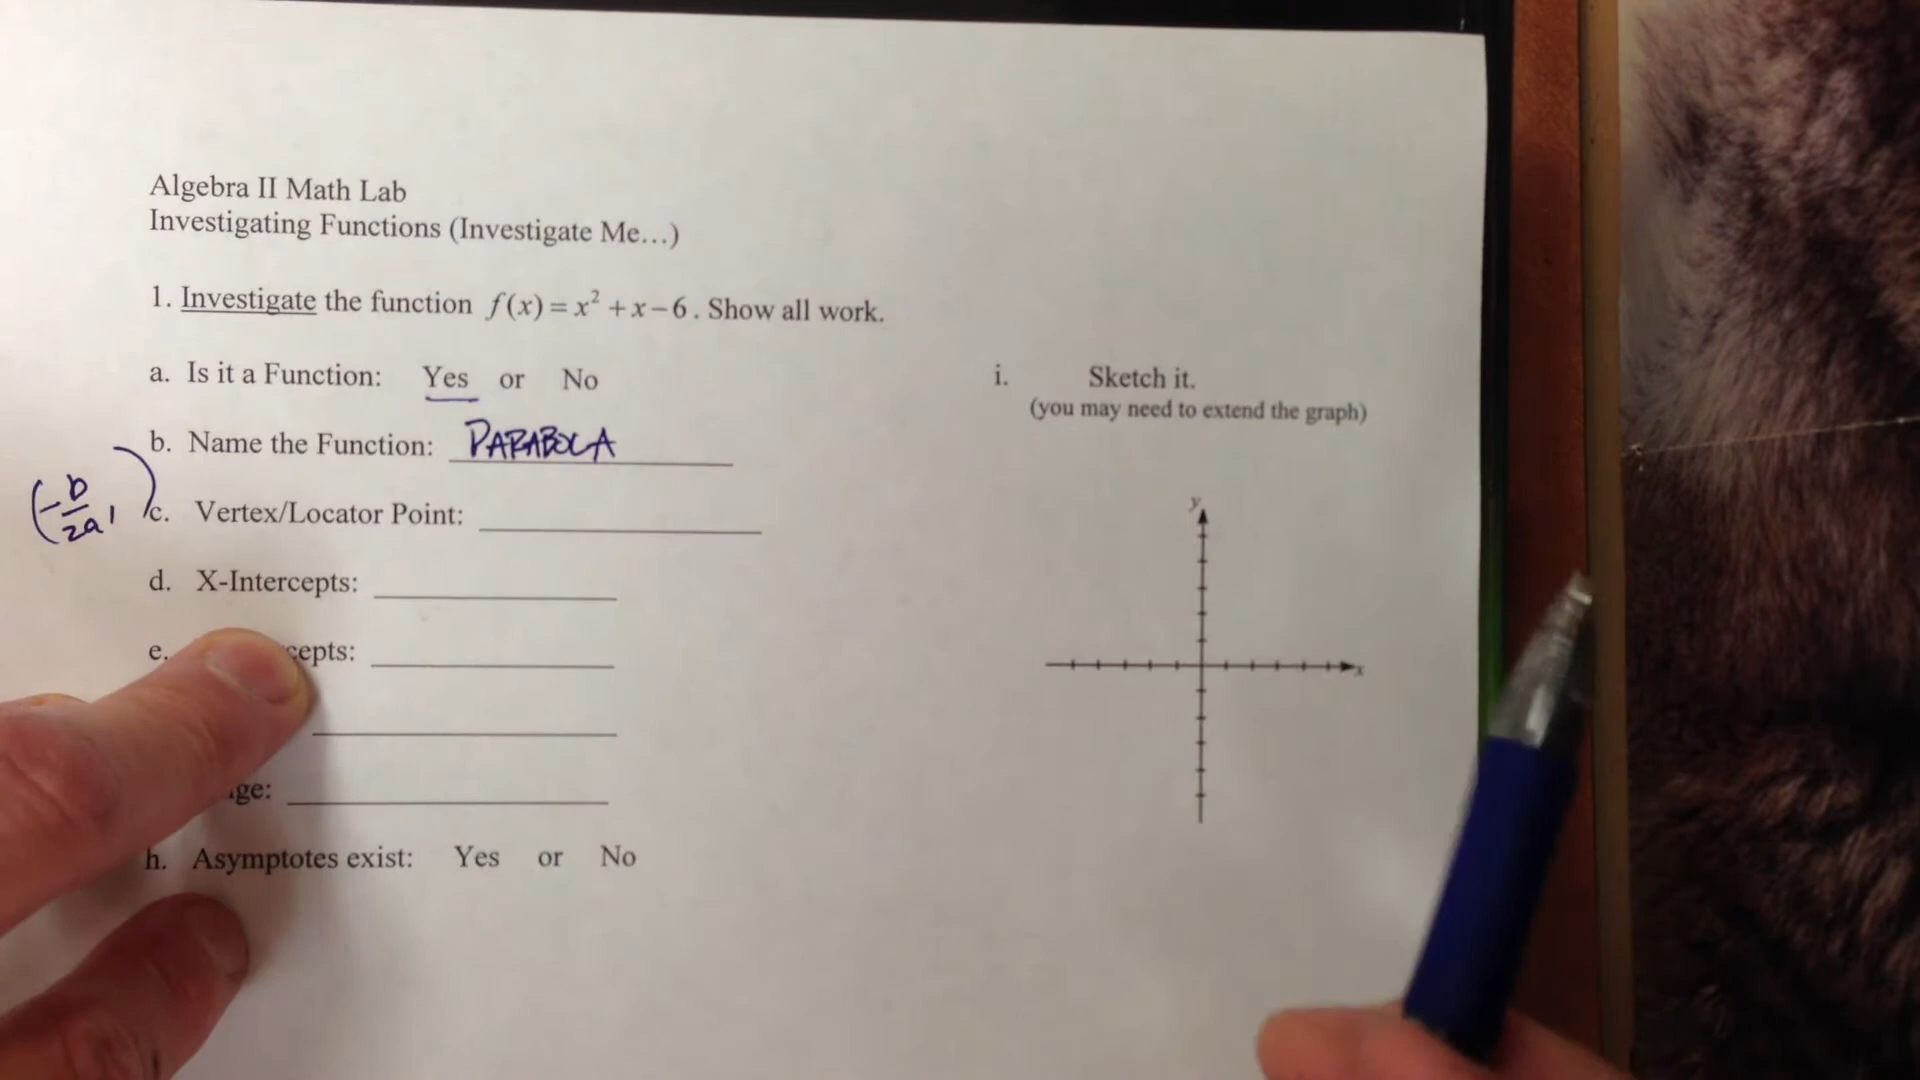 Algebra II Math Lab
Investigating Functions (Investigate Me...)
1. Investigate the function f(x) = x² + x − 6. Show all work.
a. Is it a Function: Yes or No
b. Name the Function: PARABOLA
(-b/2a,
c. Vertex/Locator Point:
d. X-Intercepts:
e.
h. Asymptotes exist: Yes or No
i. Sketch it.
(you may need to extend the graph)
y
x